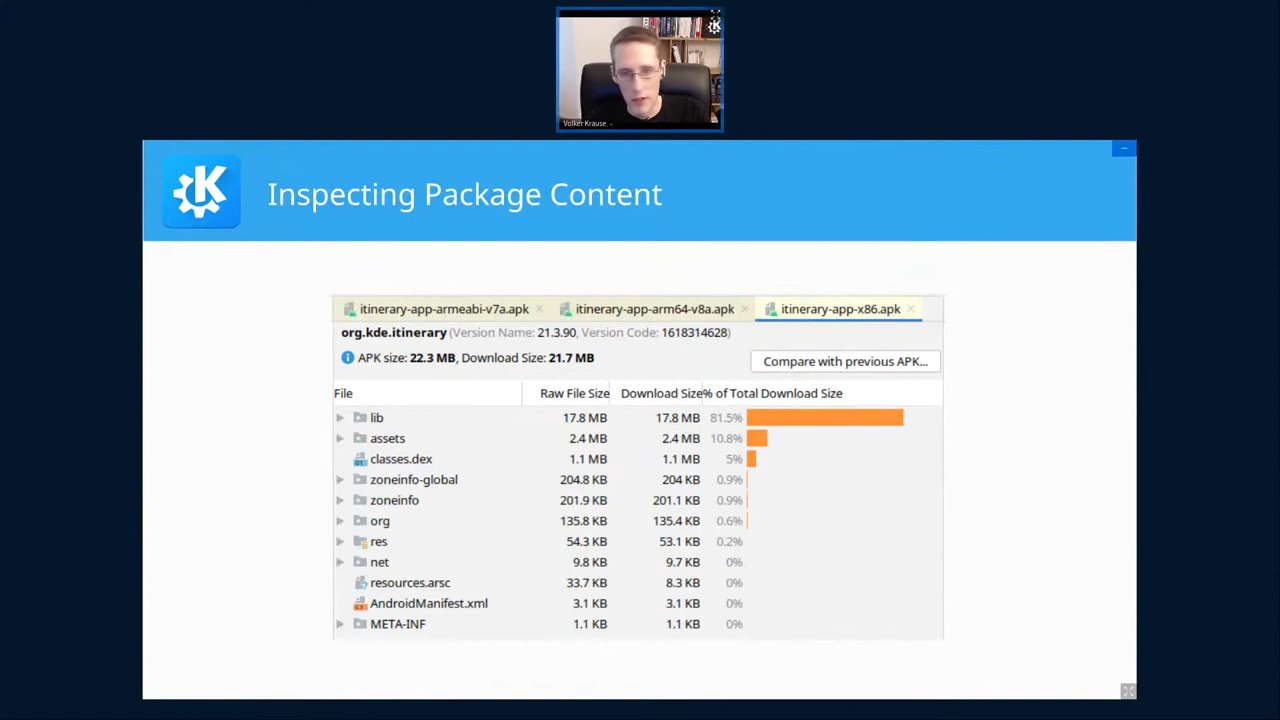 Volker Krause
Inspecting Package Content
itinerary-app-armeabi-v7a.apk × itinerary-app-arm64-v8a.apk × itinerary-app-x86.apk ×
org.kde.itinerary (Version Name: 21.3.90, Version Code: 1618314628)
APK size: 22.3 MB, Download Size: 21.7 MB
Compare with previous APK...
File Raw File Size Download Size % of Total Download Size
lib 17.8 MB 17.8 MB 81.5%
assets 2.4 MB 2.4 MB 10.8%
classes.dex 1.1 MB 1.1 MB 5%
zoneinfo-global 204.8 KB 204 KB 0.9%
zoneinfo 201.9 KB 201.1 KB 0.9%
org 135.8 KB 135.4 KB 0.6%
res 54.3 KB 53.1 KB 0.2%
net 9.8 KB 9.7 KB 0%
resources.arsc 33.7 KB 8.3 KB 0%
AndroidManifest.xml 3.1 KB 3.1 KB 0%
META-INF 1.1 KB 1.1 KB 0%